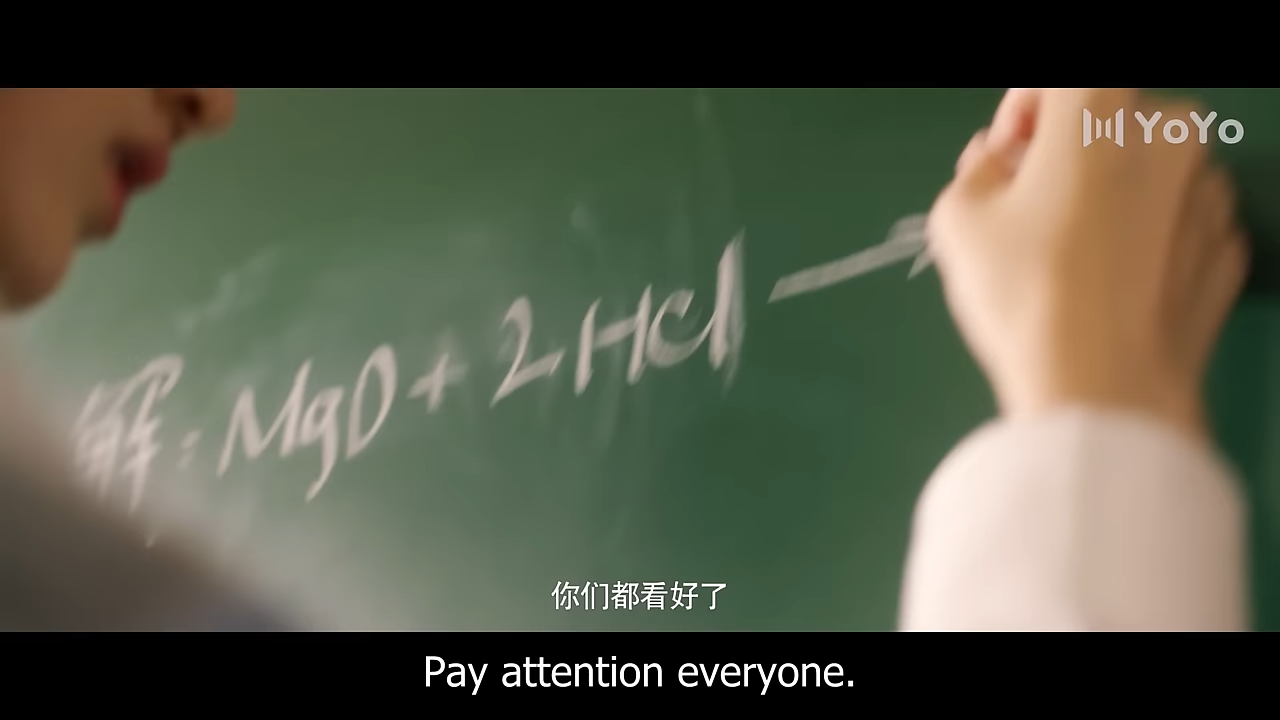 YoYo
解:MgO+2HCl→
你们都看好了
Pay attention everyone.